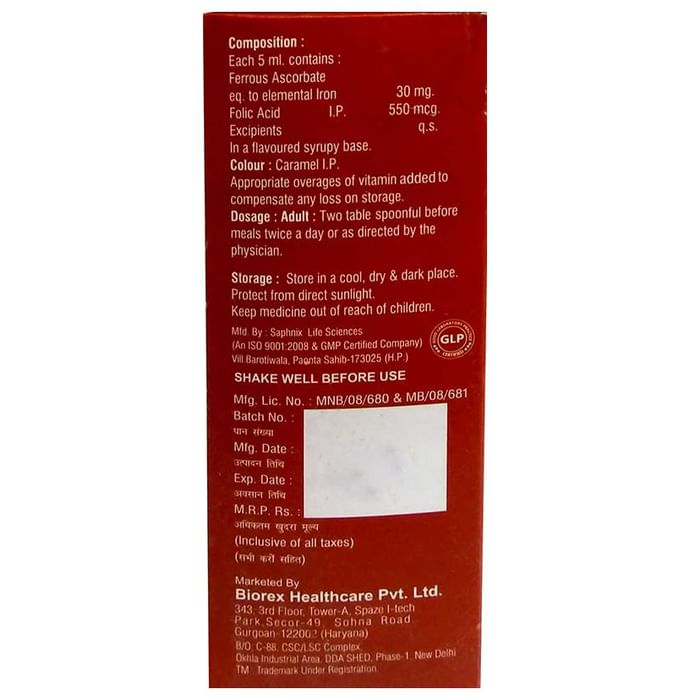 Composition :
Each 5 ml. contains :
Ferrous Ascorbate
eq. to elemental Iron 30 mg.
Folic Acid I.P. 550 mcg.
Excipients q.s.
In a flavoured syrupy base.
Colour : Caramel I.P.
Appropriate overages of vitamin added to
compensate any loss on storage.
Dosage : Adult : Two table spoonful before
meals twice a day or as directed by the
physician.
Storage : Store in a cool, dry & dark place.
Protect from direct sunlight.
Keep medicine out of reach of children.
Mfd. By : Saphnix Life Sciences
(An ISO 9001:2008 & GMP Certified Company)
Vill.Barotiwala, Paonta Sahib-173025 (H.P.)
GOOD LABORATORY PRACTICE
GLP
CERTIFIED
SHAKE WELL BEFORE USE
Mfg. Lic. No. : MNB/08/680 & MB/08/681
Batch No. :
धान संख्या
Mfg. Date :
उत्पादन तिथि
Exp. Date :
अवसान तिथि
M.R.P. Rs. :
अधिकतम खुदरा मूल्य
(Inclusive of all taxes)
(सभी करों सहित)
Marketed By
Biorex Healthcare Pvt. Ltd.
343, 3rd Floor, Tower-A, Spaze I-tech
Park,Secor-49, Sohna Road
Gurgoan-122002 (Haryana)
B/O, C-88, CSC/LSC Complex,
Okhla Industrial Area, DDA SHED, Phase-1, New Delhi
TM Trademark Under Registration